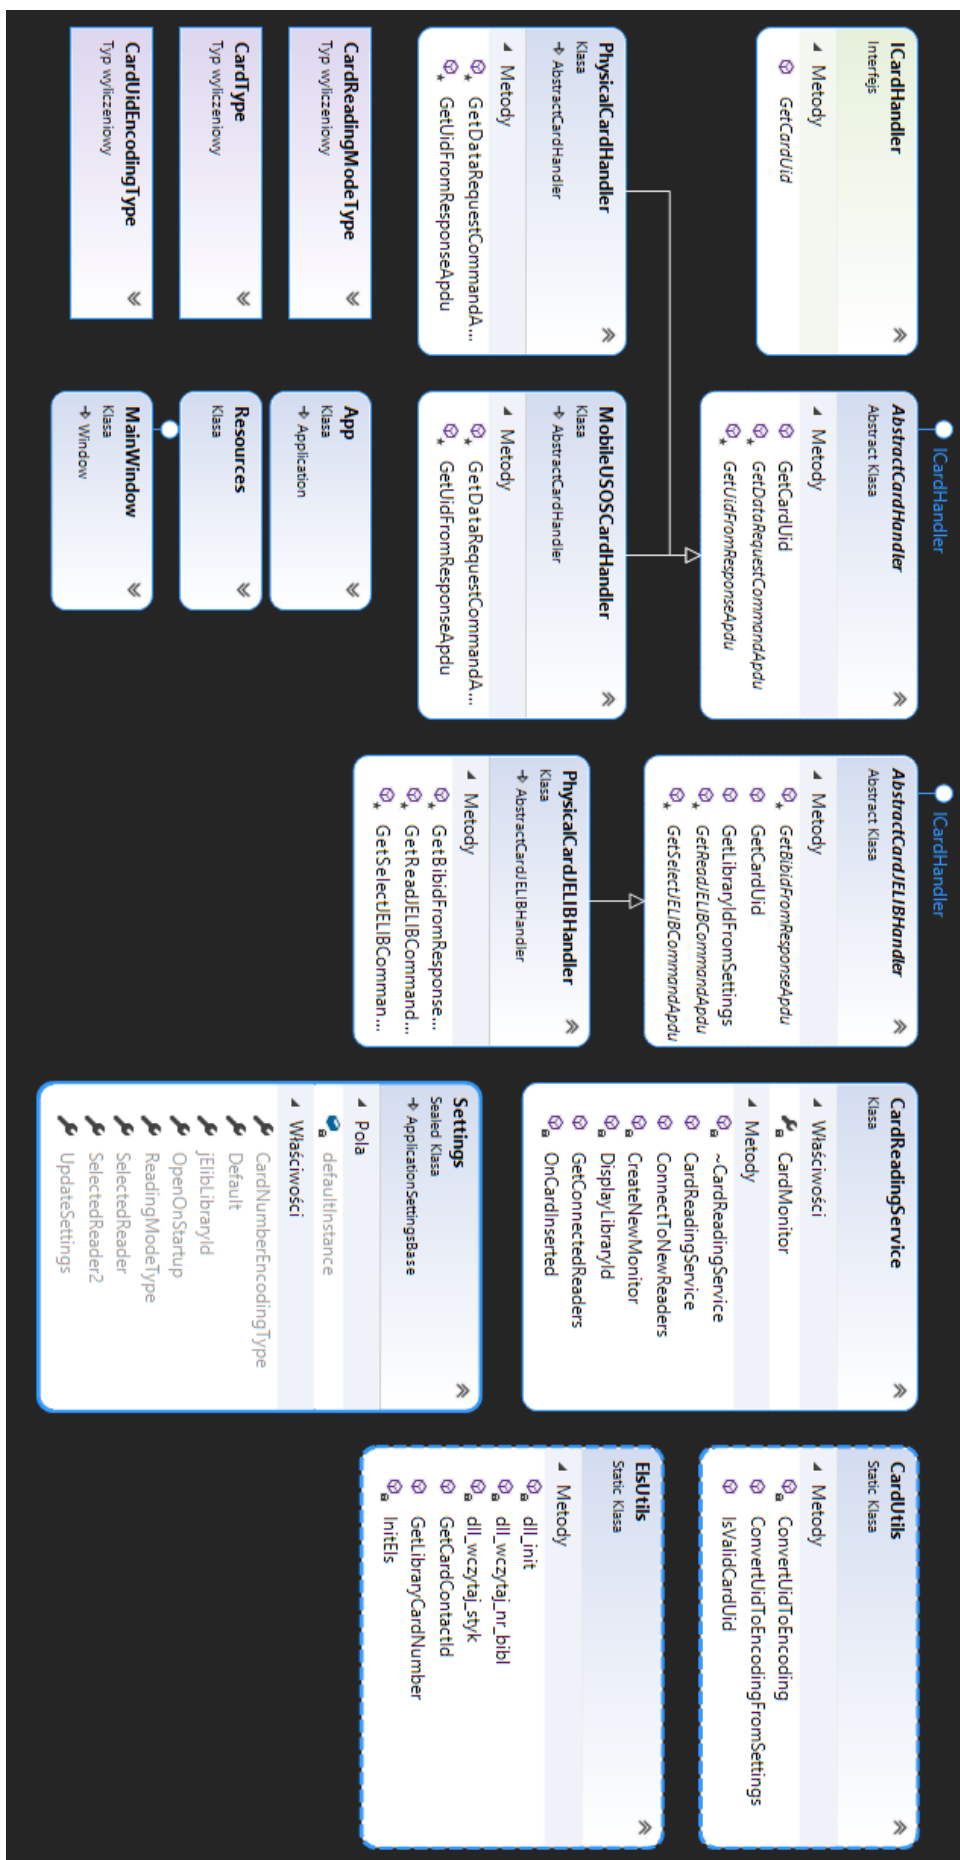 ICardHandler
Interfejs
Metody
GetCardUid
ICardHandler
AbstractCardHandler
Abstract Klasa
Metody
GetCardUid
GetDataRequestCommandApdu
GetUidFromResponseApdu
ICardHandler
AbstractCardJELIBHandler
Abstract Klasa
Metody
GetBibidFromResponseApdu
GetCardUid
GetLibraryIdFromSettings
GetReadJELIBCommandApdu
GetSelectJELIBCommandApdu
CardReadingService
Klasa
Właściwości
CardMonitor
Metody
~CardReadingService
CardReadingService
ConnectToNewReaders
CreateNewMonitor
DisplayLibraryId
GetConnectedReaders
OnCardInserted
CardUtils
Static Klasa
Metody
ConvertUidToEncoding
ConvertUidToEncodingFromSettings
IsValidCardUid
PhysicalCardHandler
Klasa
AbstractCardHandler
Metody
GetDataRequestCommandA...
GetUidFromResponseApdu
MobileUSOSCardHandler
Klasa
AbstractCardHandler
Metody
GetDataRequestCommandA...
GetUidFromResponseApdu
PhysicalCardJELIBHandler
Klasa
AbstractCardJELIBHandler
Metody
GetBibidFromResponse...
GetReadJELIBCommand...
GetSelectJELIBComman...
Settings
Sealed Klasa
ApplicationSettingsBase
Pola
defaultInstance
Właściwości
CardNumberEncodingType
Default
jElibLibraryId
OpenOnStartup
ReadingModeType
SelectedReader
SelectedReader2
UpdateSettings
ElsUtils
Static Klasa
Metody
dll_init
dll_wczytaj_nr_bibl
dll_wczytaj_styk
GetCardContactId
GetLibraryCardNumber
InitEls
CardReadingModeType
Typ wyliczeniowy
App
Klasa
Application
CardType
Typ wyliczeniowy
Resources
Klasa
CardUidEncodingType
Typ wyliczeniowy
MainWindow
Klasa
Window